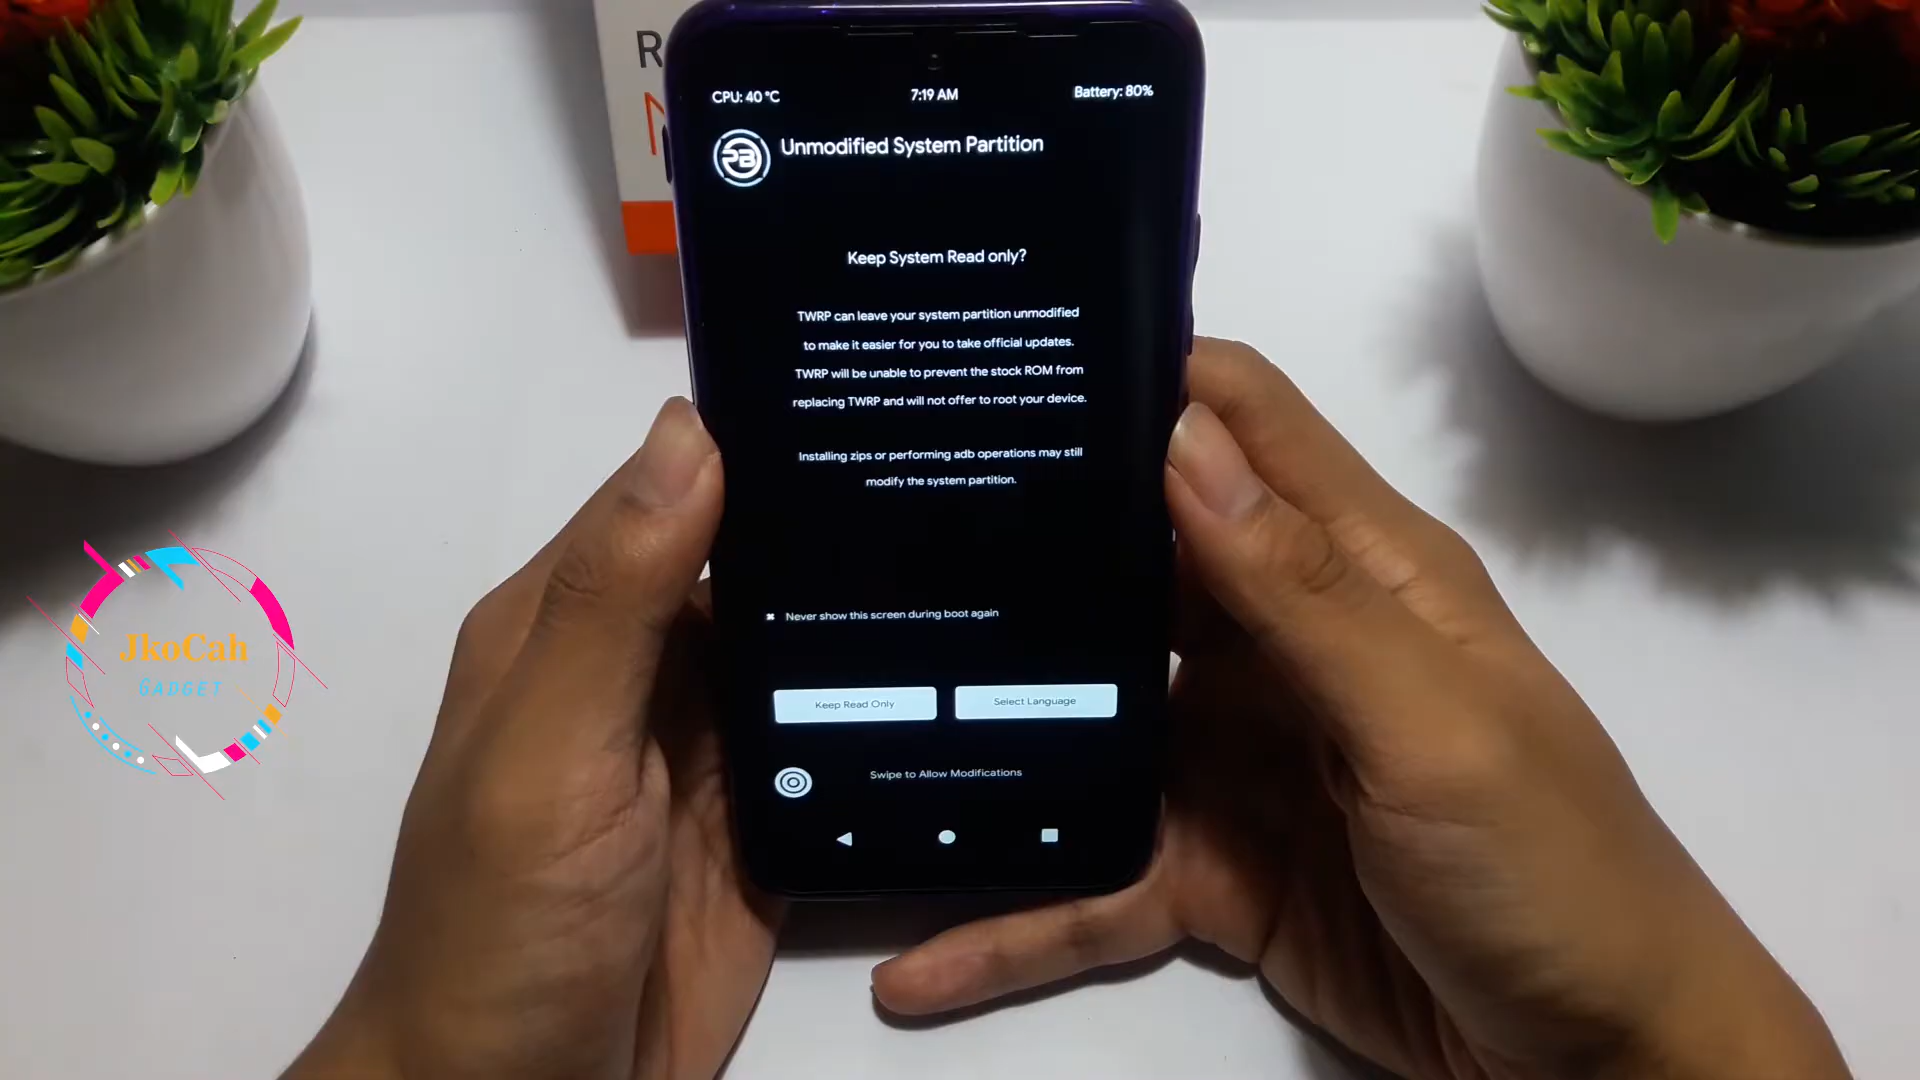 R
CPU: 40 °C 7:19 AM Battery: 80%
PB
Unmodified System Partition
Keep System Read only?
TWRP can leave your system partition unmodified
to make it easier for you to take official updates.
TWRP will be unable to prevent the stock ROM from
replacing TWRP and will not offer to root your device.
Installing zips or performing adb operations may still
modify the system partition.
Never show this screen during boot again
Keep Read Only Select Language
Swipe to Allow Modifications
JkoCah
GADGET